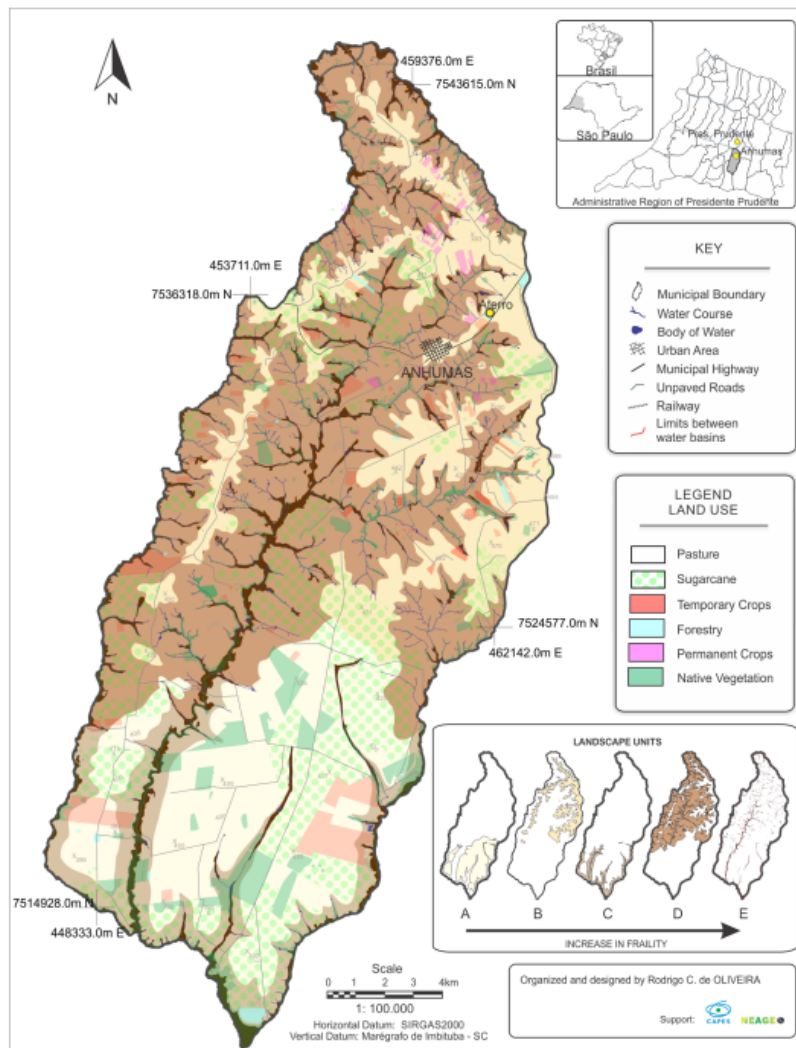 459376.0m E
7543615.0m N
N
Brasil
São Paulo
Pres. Prudente
Anhumas
Administrative Region of Presidente Prudente
453711.0m E
7536318.0m N
Aterro
ANHUMAS
KEY
Municipal Boundary
Water Course
Body of Water
Urban Area
Municipal Highway
Unpaved Roads
Railway
Limits between
water basins
LEGEND
LAND USE
Pasture
Sugarcane
Temporary Crops
Forestry
Permanent Crops
Native Vegetation
7524577.0m N
462142.0m E
LANDSCAPE UNITS
A B C D E
INCREASE IN FRAILITY
7514928.0m N
448333.0m E
Scale
0 1 2 3 4km
1: 100.000
Horizontal Datum: SIRGAS2000
Vertical Datum: Marégrafo de Imbituba - SC
Organized and designed by Rodrigo C. de OLIVEIRA
Support:
CAPES
NEAGEO